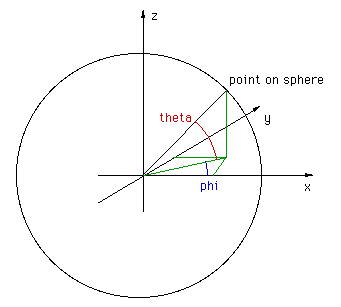 z
point on sphere
theta
y
phi
x